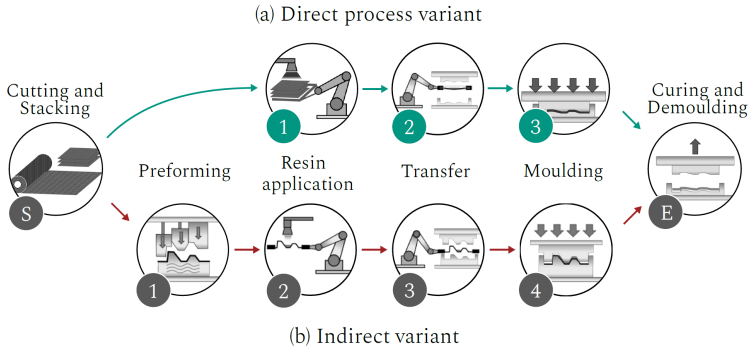 (a) Direct process variant
Cutting and
Stacking
1
2
3
Curing and
Demoulding
S
Preforming
Resin
application
Transfer
Moulding
E
1
2
3
4
(b) Indirect variant